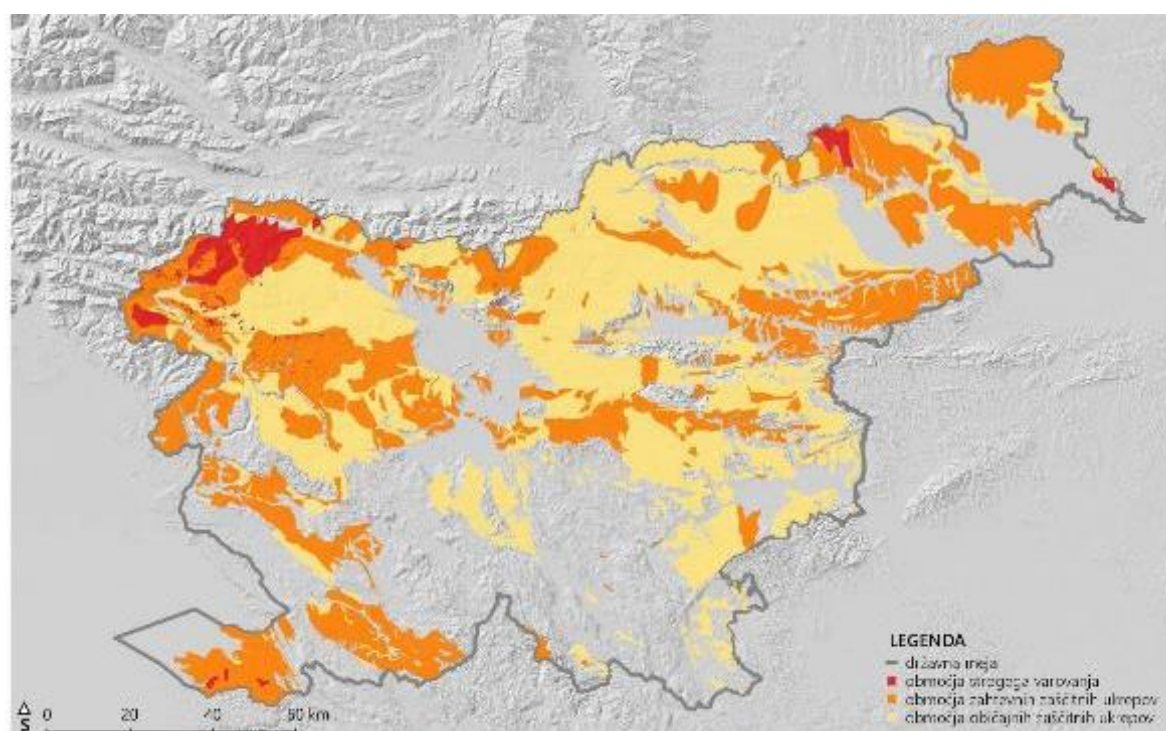 LEGENDA
državna meja
območja strogega varovanja
območja zahtevnih zaščitnih ukrepov
območja običajnih zaščitnih ukrepov
S
0 20 40 60 km